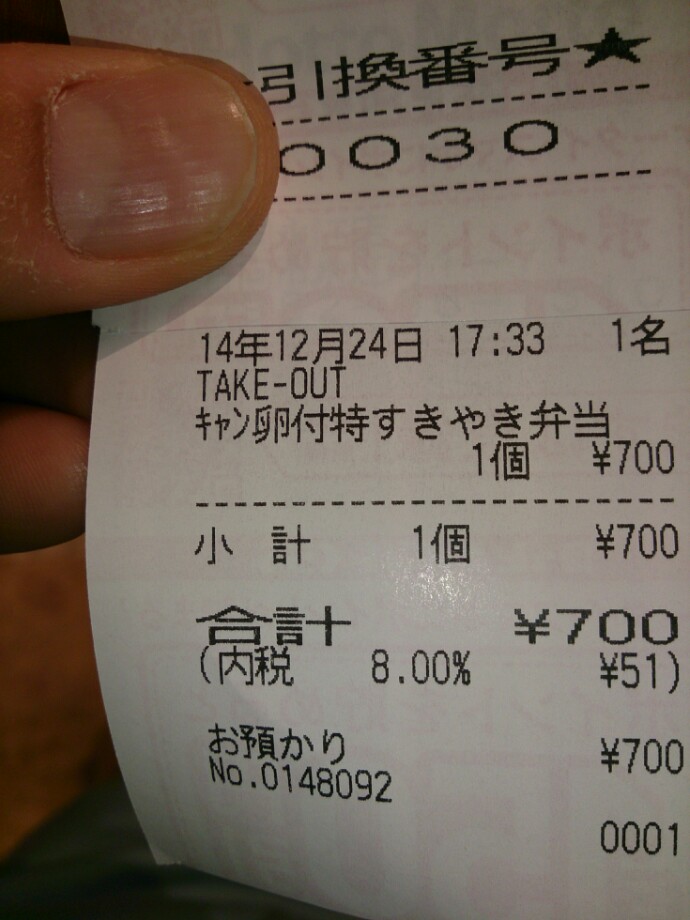 引換番号★
0030
14年12月24日 17:33 1名
TAKE-OUT
ｷｬﾝ卵付特すきやき弁当
1個 ¥700
小 計 1個 ¥700
合計 ¥700
(内税 8.00% ¥51)
お預かり ¥700
No.0148092
0001